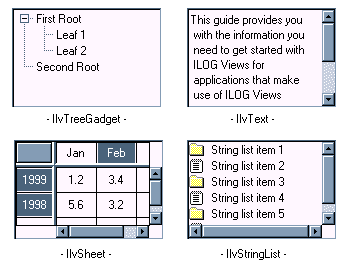 First Root
Leaf 1
Leaf 2
Second Root
- IlvTreeGadget -
This guide provides you
with the information you
need to get started with
ILOG Views for
applications that make
use of ILOG Views
- IlvText -
Jan Feb
1999 1.2 3.4
1998 5.6 3.2
- IlvSheet -
String list item 1
String list item 2
String list item 3
String list item 4
String list item 5
- IlvStringList -